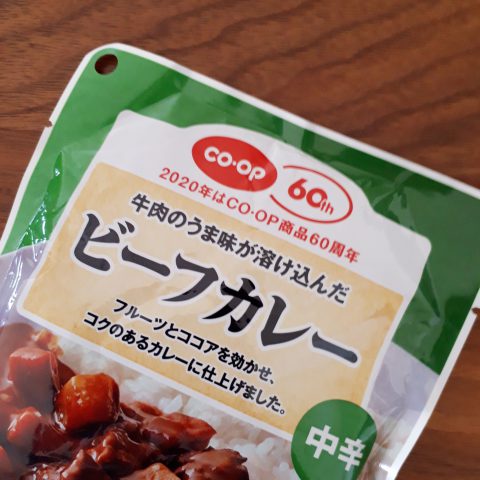 CO·OP 60th
2020年はCO·OP商品60周年
牛肉のうま味が溶け込んだ
ビーフカレー
フルーツとココアを効かせ、
コクのあるカレーに仕上げました。
中辛